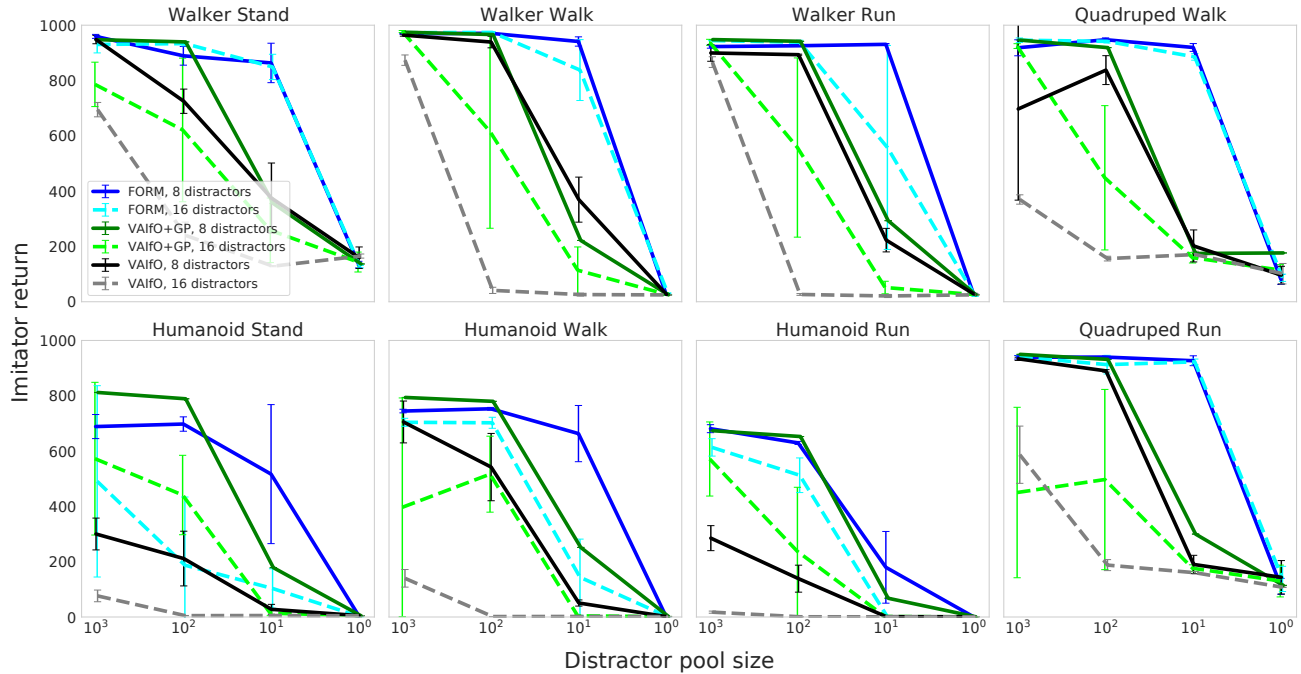 Walker Stand
Walker Walk
Walker Run
Quadruped Walk
1000
800
600
400
200
0
FORM, 8 distractors
FORM, 16 distractors
VAIfO+GP, 8 distractors
VAIfO+GP, 16 distractors
VAIfO, 8 distractors
VAIfO, 16 distractors
Imitator return
Humanoid Stand
Humanoid Walk
Humanoid Run
Quadruped Run
1000
800
600
400
200
0
10³ 10² 10¹ 10⁰
10³ 10² 10¹ 10⁰
10³ 10² 10¹ 10⁰
10³ 10² 10¹ 10⁰
Distractor pool size